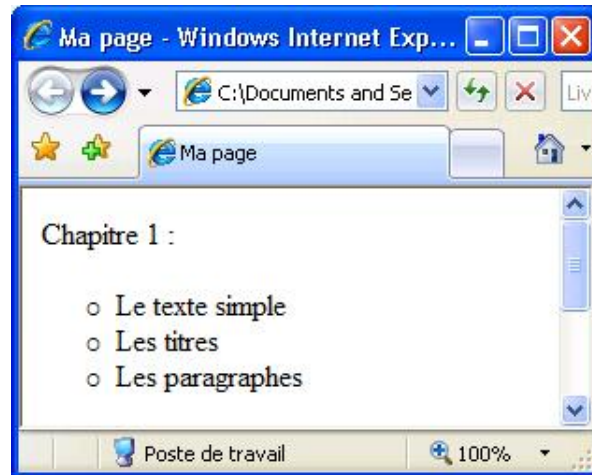 Ma page - Windows Internet Exp...
C:\Documents and Se
Liv
Ma page
Chapitre 1 :
Le texte simple
Les titres
Les paragraphes
Poste de travail
100%